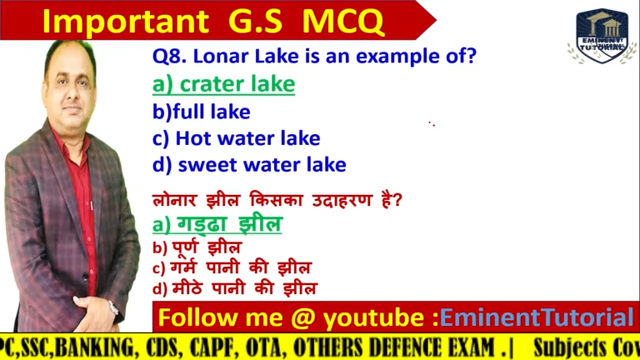 Important G.S MCQ
EMINENT
TUTORIAL
Q8. Lonar Lake is an example of?
a) crater lake
b)full lake
c) Hot water lake
d) sweet water lake
लोनार झील किसका उदाहरण है?
a) गड्ढा झील
b) पूर्ण झील
c) गर्म पानी की झील
d) मीठे पानी की झील
Follow me @ youtube :EminentTutorial
PC,SSC,BANKING, CDS, CAPF, OTA, OTHERS DEFENCE EXAM .| Subjects Cov